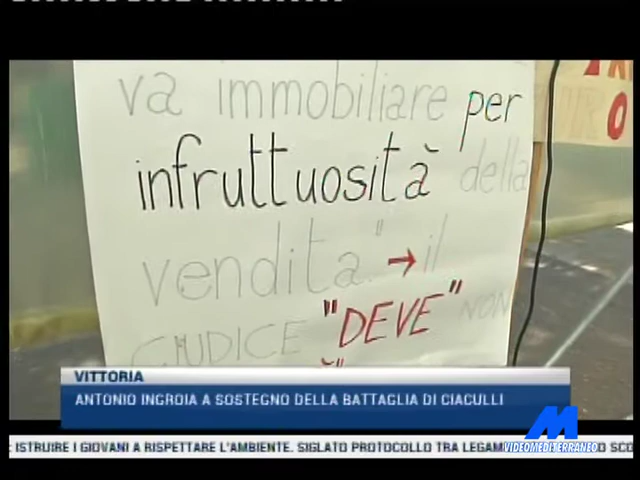 va immobiliare per
infruttuosità della
vendita" → il
GIUDICE "DEVE" NON
VITTORIA
ANTONIO INGROIA A SOSTEGNO DELLA BATTAGLIA DI CIACULLI
VIDEOMEDITERRANEO
ISTRUIRE I GIOVANI A RISPETTARE L'AMBIENTE. SIGLATO PROTOCOLLO TRA